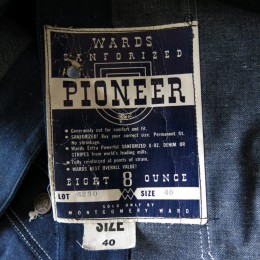 WARDS
SANFORIZED
PIONEER
Generously cut for comfort and fit.
SANFORIZED! Buy your correct size. Permanent fit.
No shrinkage.
Wards Extra Powerful SANFORIZED 8-OZ. DENIM OR
STRIPES from world's leading mills.
Fully reinforced at points of strain.
WARDS BEST OVERALL VALUE!
EIGHT 8 OUNCE
LOT SIZE 40
SOLD ONLY BY
MONTGOMERY WARD
SIZE
40